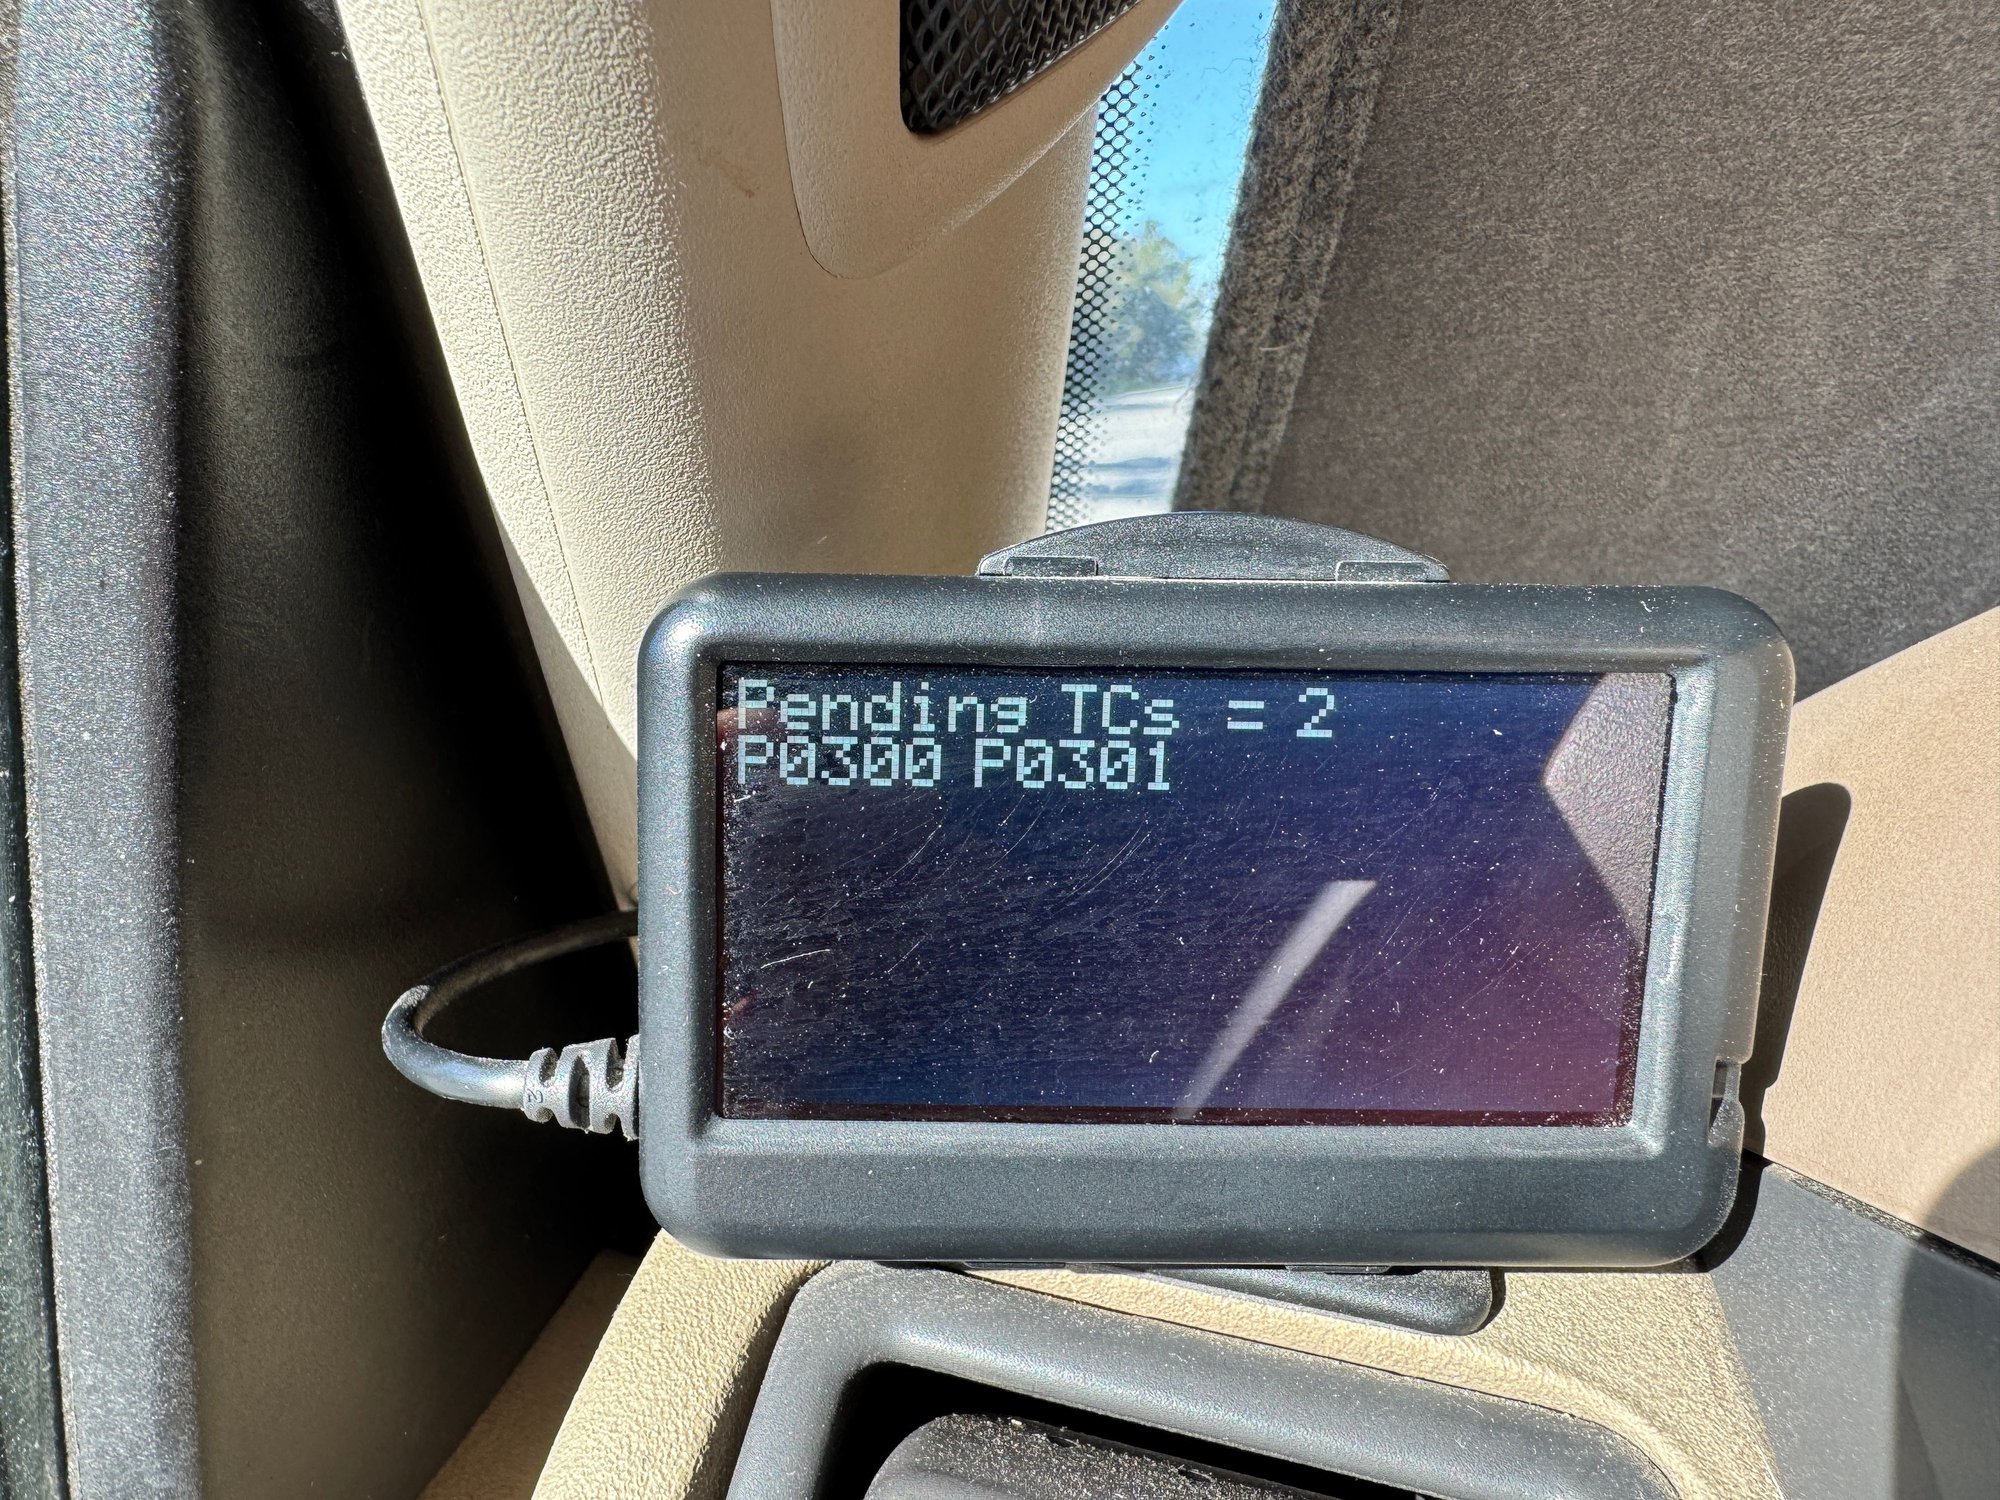 Pending TCs = 2
P0300 P0301